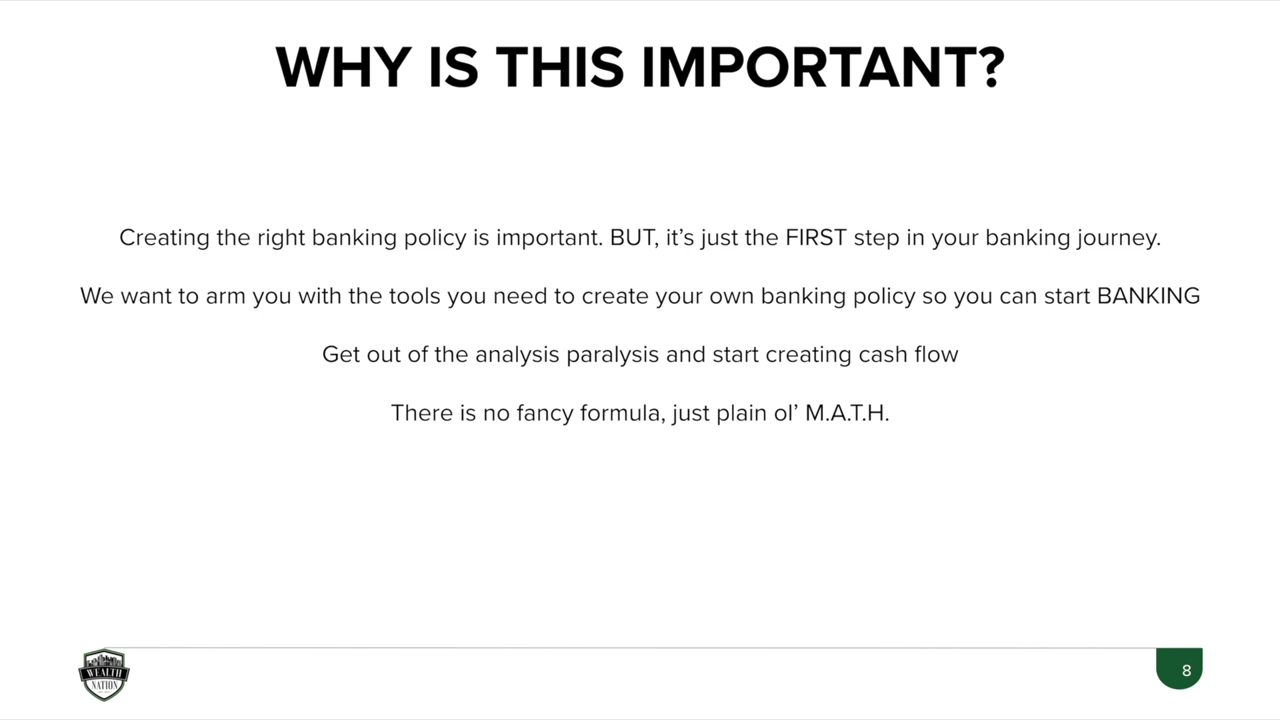 WHY IS THIS IMPORTANT?
Creating the right banking policy is important. BUT, it’s just the FIRST step in your banking journey.
We want to arm you with the tools you need to create your own banking policy so you can start BANKING
Get out of the analysis paralysis and start creating cash flow
There is no fancy formula, just plain ol’ M.A.T.H.
WEALTH
NATION
8